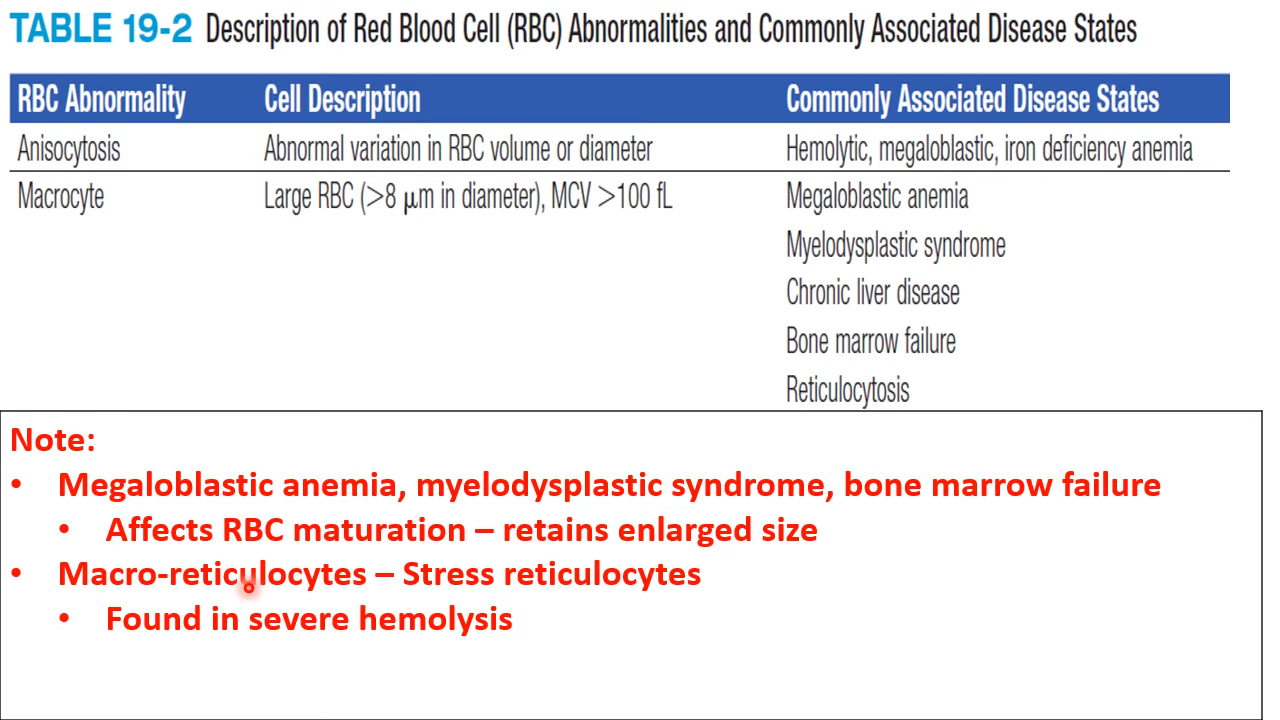 TABLE 19-2 Description of Red Blood Cell (RBC) Abnormalities and Commonly Associated Disease States
RBC Abnormality Cell Description Commonly Associated Disease States
Anisocytosis Abnormal variation in RBC volume or diameter Hemolytic, megaloblastic, iron deficiency anemia
Macrocyte Large RBC (>8 μm in diameter), MCV >100 fL Megaloblastic anemia
Myelodysplastic syndrome
Chronic liver disease
Bone marrow failure
Reticulocytosis
Note:
• Megaloblastic anemia, myelodysplastic syndrome, bone marrow failure
• Affects RBC maturation – retains enlarged size
• Macro-reticulocytes – Stress reticulocytes
• Found in severe hemolysis